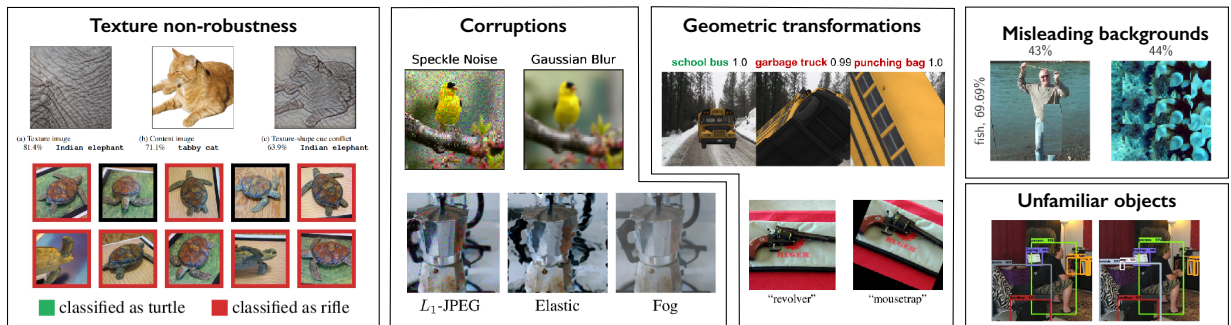 Texture non-robustness
(a) Texture image
81.4% Indian elephant
(b) Content image
71.1% tabby cat
(c) Texture-shape cue conflict
63.9% Indian elephant
classified as turtle
classified as rifle
Corruptions
Speckle Noise
Gaussian Blur
L₁-JPEG
Elastic
Fog
Geometric transformations
school bus 1.0
garbage truck 0.99
punching bag 1.0
RUGER
"revolver"
"mousetrap"
Misleading backgrounds
43%
44%
fish, 69.69%
Unfamiliar objects